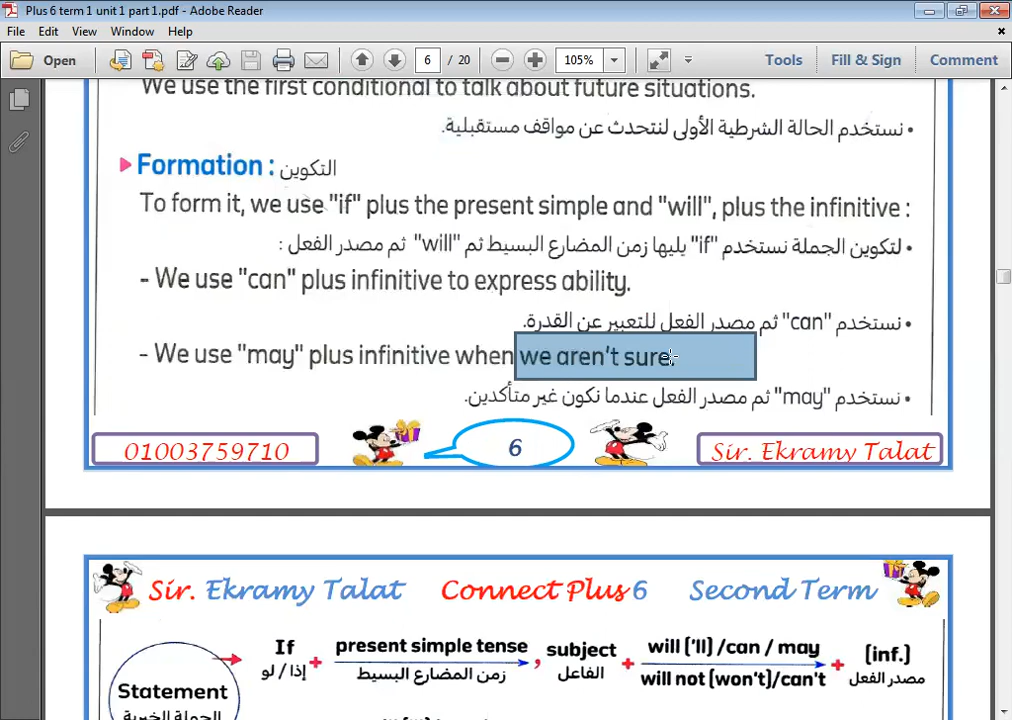 Plus 6 term 1 unit 1 part 1.pdf - Adobe Reader
File Edit View Window Help
Open 6 / 20 105% Tools Fill & Sign Comment
We use the first conditional to talk about future situations.
• نستخدم الحالة الشرطية الأولى لنتحدث عن مواقف مستقبلية.
Formation : التكوين
To form it, we use "if" plus the present simple and "will", plus the infinitive :
• لتكوين الجملة نستخدم "if" يليها زمن المضارع البسيط ثم "will" ثم مصدر الفعل :
- We use "can" plus infinitive to express ability.
• نستخدم "can" ثم مصدر الفعل للتعبير عن القدرة.
- We use "may" plus infinitive when we aren't sure.
• نستخدم "may" ثم مصدر الفعل عندما نكون غير متأكدين.
01003759710 6 Sir. Ekramy Talat
Sir. Ekramy Talat Connect Plus 6 Second Term
If + present simple tense , subject + will ['ll] /can / may + [inf.]
إذا / لو زمن المضارع البسيط الفاعل will not [won't]/can't مصدر الفعل
Statement
الجملة الخبرية